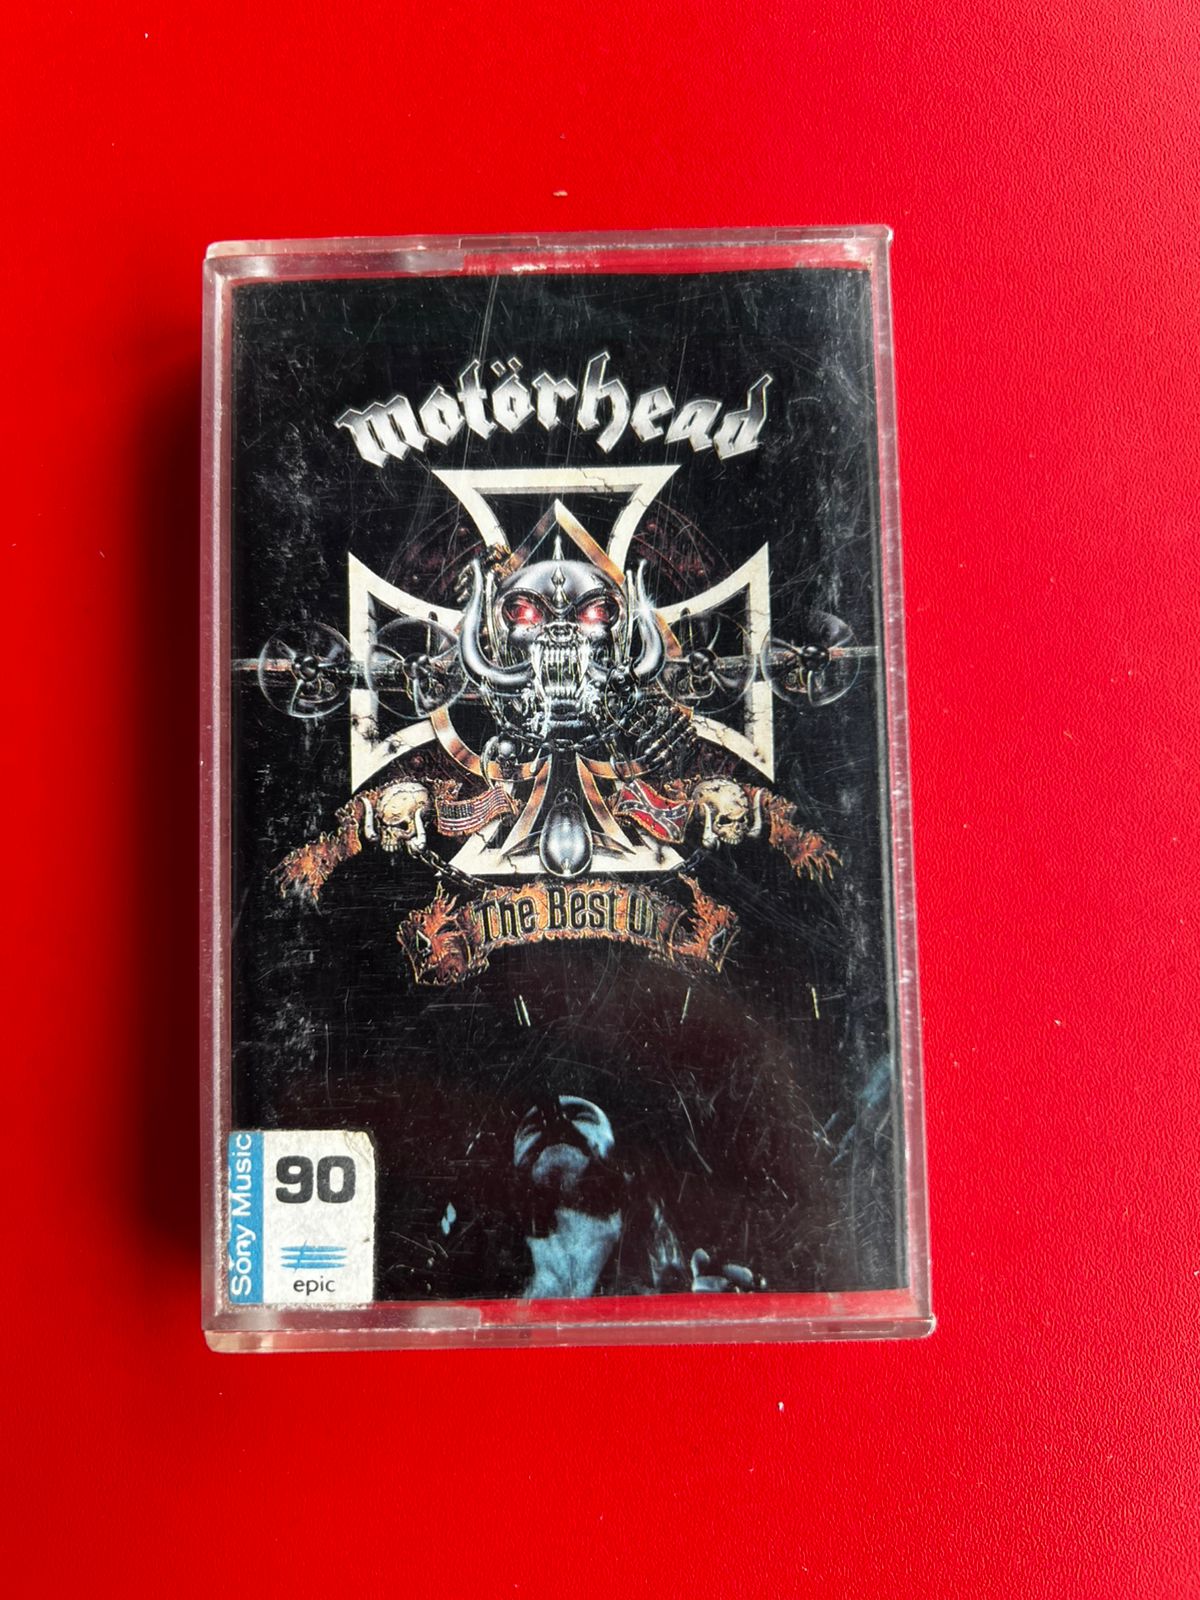 motörhead
The Best Of
Sony Music
90
epic